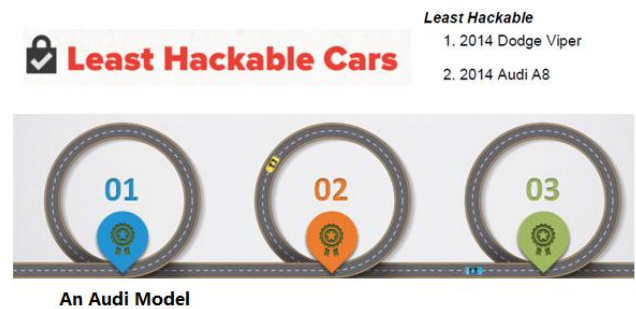 Least Hackable
1. 2014 Dodge Viper
Least Hackable Cars
2. 2014 Audi A8
01 02 03
An Audi Model